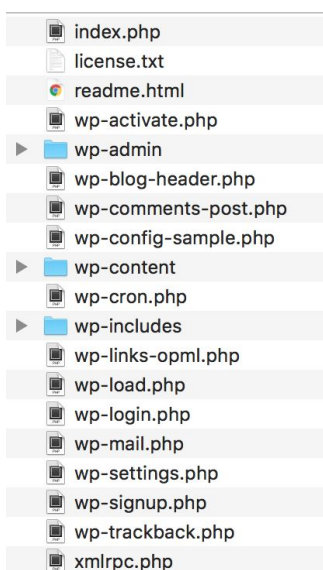 index.php
license.txt
readme.html
wp-activate.php
wp-admin
wp-blog-header.php
wp-comments-post.php
wp-config-sample.php
wp-content
wp-cron.php
wp-includes
wp-links-opml.php
wp-load.php
wp-login.php
wp-mail.php
wp-settings.php
wp-signup.php
wp-trackback.php
xmlrpc.php